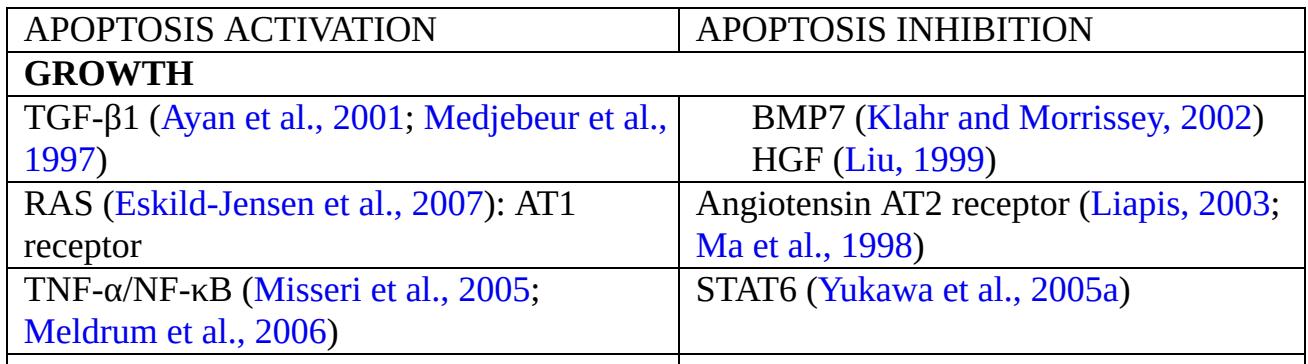 APOPTOSIS ACTIVATION
APOPTOSIS INHIBITION
GROWTH
TGF-β1 (Ayan et al., 2001; Medjebeur et al.,
1997)
BMP7 (Klahr and Morrissey, 2002)
HGF (Liu, 1999)
RAS (Eskild-Jensen et al., 2007): AT1
receptor
Angiotensin AT2 receptor (Liapis, 2003;
Ma et al., 1998)
TNF-α/NF-κB (Misseri et al., 2005;
Meldrum et al., 2006)
STAT6 (Yukawa et al., 2005a)